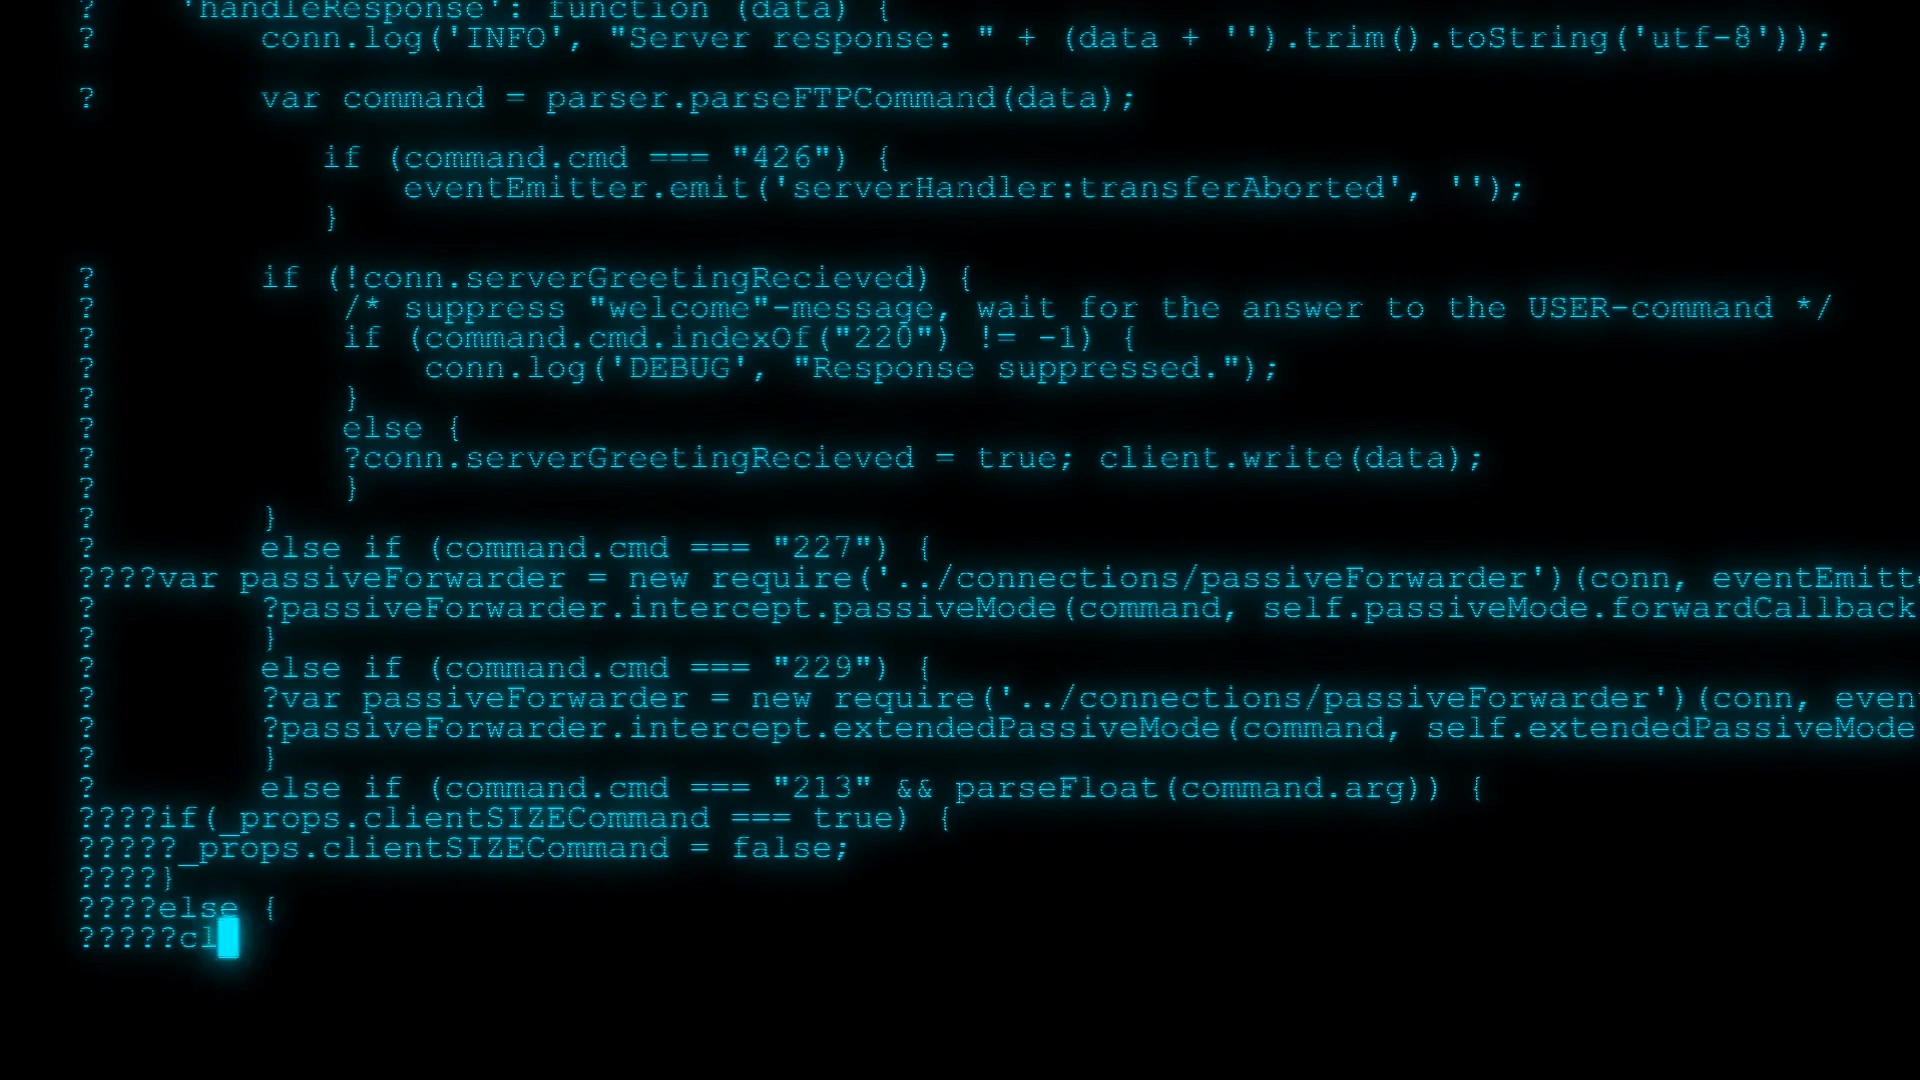 ?    'handleResponse': function (data) {
?        conn.log('INFO', "Server response: " + (data + '').trim().toString('utf-8'));
?        var command = parser.parseFTPCommand(data);
            if (command.cmd === "426") {
                eventEmitter.emit('serverHandler:transferAborted', '');
            }
?        if (!conn.serverGreetingRecieved) {
?            /* suppress "welcome"-message, wait for the answer to the USER-command */
?            if (command.cmd.indexOf("220") != -1) {
?                conn.log('DEBUG', "Response suppressed.");
?            }
?            else {
?            ?conn.serverGreetingRecieved = true; client.write(data);
?            }
?        }
?        else if (command.cmd === "227") {
????var passiveForwarder = new require('../connections/passiveForwarder')(conn, eventEmitt
?        ?passiveForwarder.intercept.passiveMode(command, self.passiveMode.forwardCallback
?        }
?        else if (command.cmd === "229") {
?        ?var passiveForwarder = new require('../connections/passiveForwarder')(conn, even
?        ?passiveForwarder.intercept.extendedPassiveMode(command, self.extendedPassiveMode
?        }
?        else if (command.cmd === "213" && parseFloat(command.arg)) {
????if(_props.clientSIZECommand === true) {
?????_props.clientSIZECommand = false;
????}
????else {
?????cl